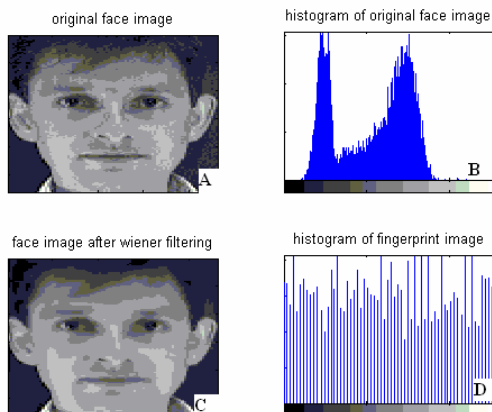 original face image
histogram of original face image
A
B
face image after wiener filtering
histogram of fingerprint image
C
D